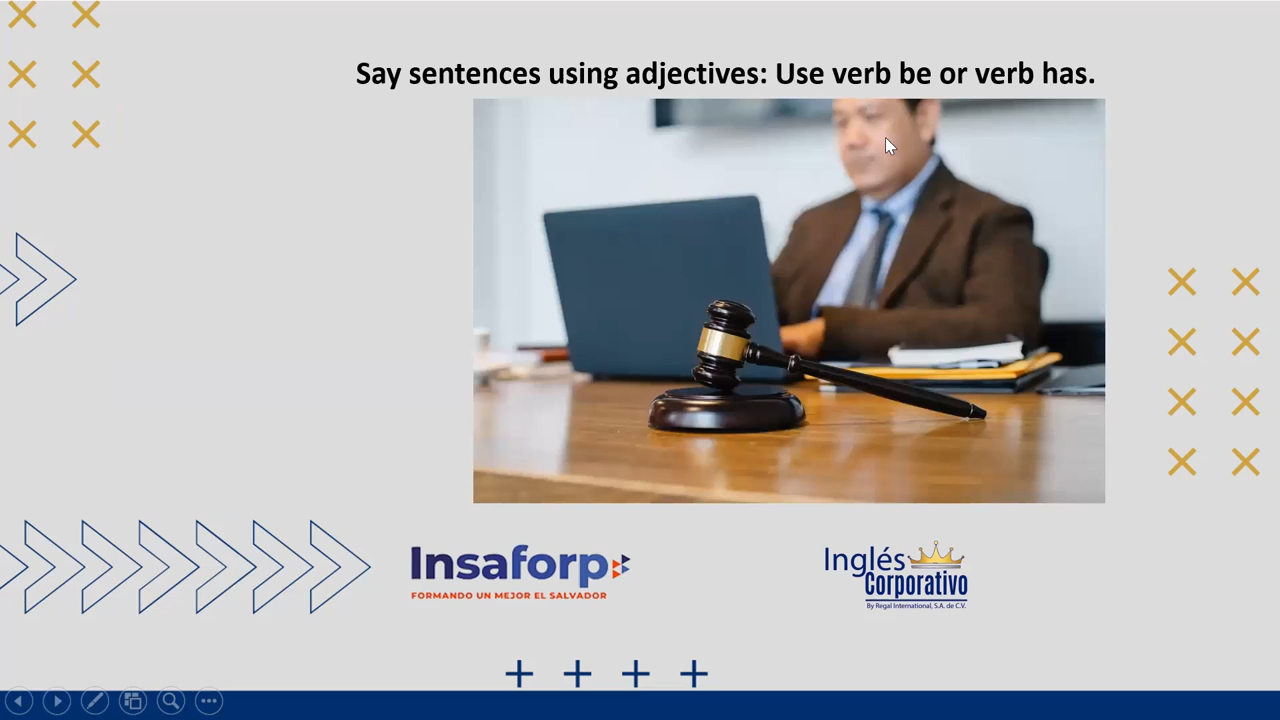 Say sentences using adjectives: Use verb be or verb has.
Insaforp
FORMANDO UN MEJOR EL SALVADOR
Inglés
Corporativo
By Regal International, S.A. de C.V.